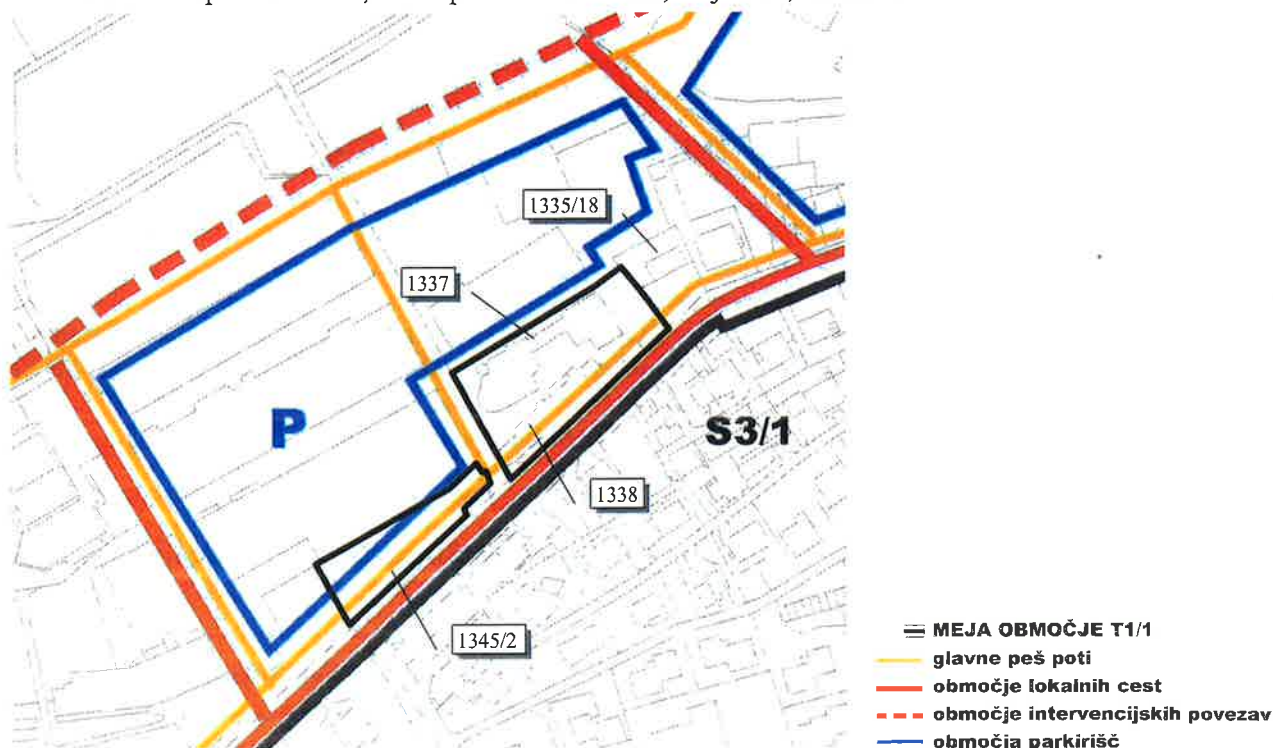 1335/18
1337
P
S3/1
1338
1345/2
MEJA OBMOČJE T1/1
glavne peš poti
območje lokalnih cest
območje intervencijskih povezav
območja parkirišč